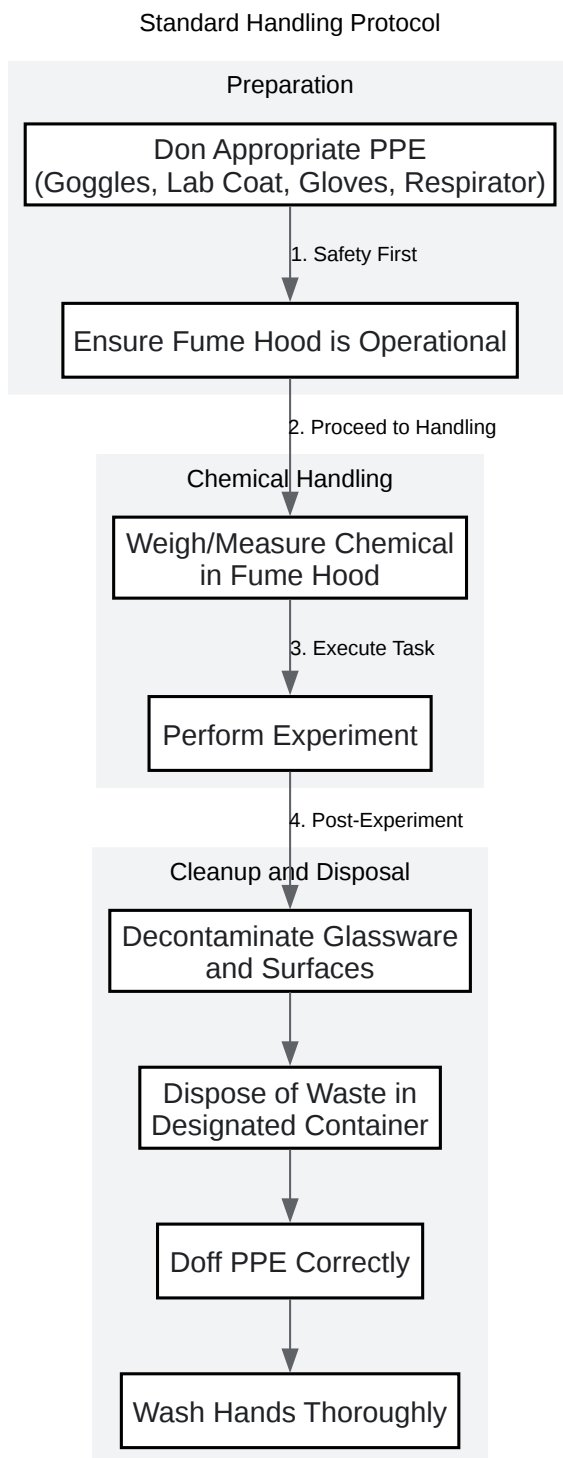 Standard Handling Protocol
Preparation
Don Appropriate PPE
(Goggles, Lab Coat, Gloves, Respirator)
1. Safety First
Ensure Fume Hood is Operational
2. Proceed to Handling
Chemical Handling
Weigh/Measure Chemical
in Fume Hood
3. Execute Task
Perform Experiment
4. Post-Experiment
Cleanup and Disposal
Decontaminate Glassware
and Surfaces
Dispose of Waste in
Designated Container
Doff PPE Correctly
Wash Hands Thoroughly